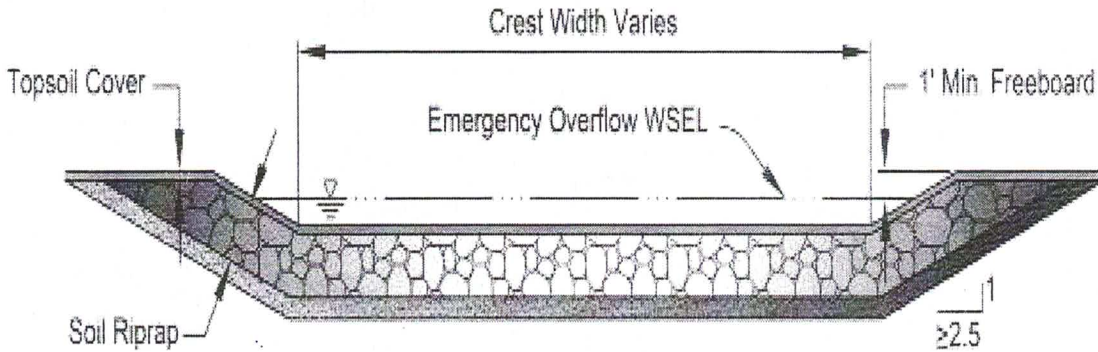 Crest Width Varies
Topsoil Cover
1' Min. Freeboard
Emergency Overflow WSEL
Soil Riprap
1
≥2.5